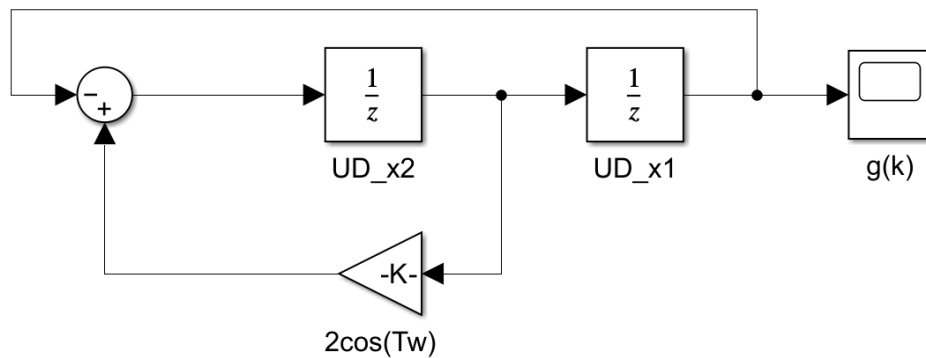 −
+
1
z
1
z
UD_x2
UD_x1
g(k)
-K-
2cos(Tw)